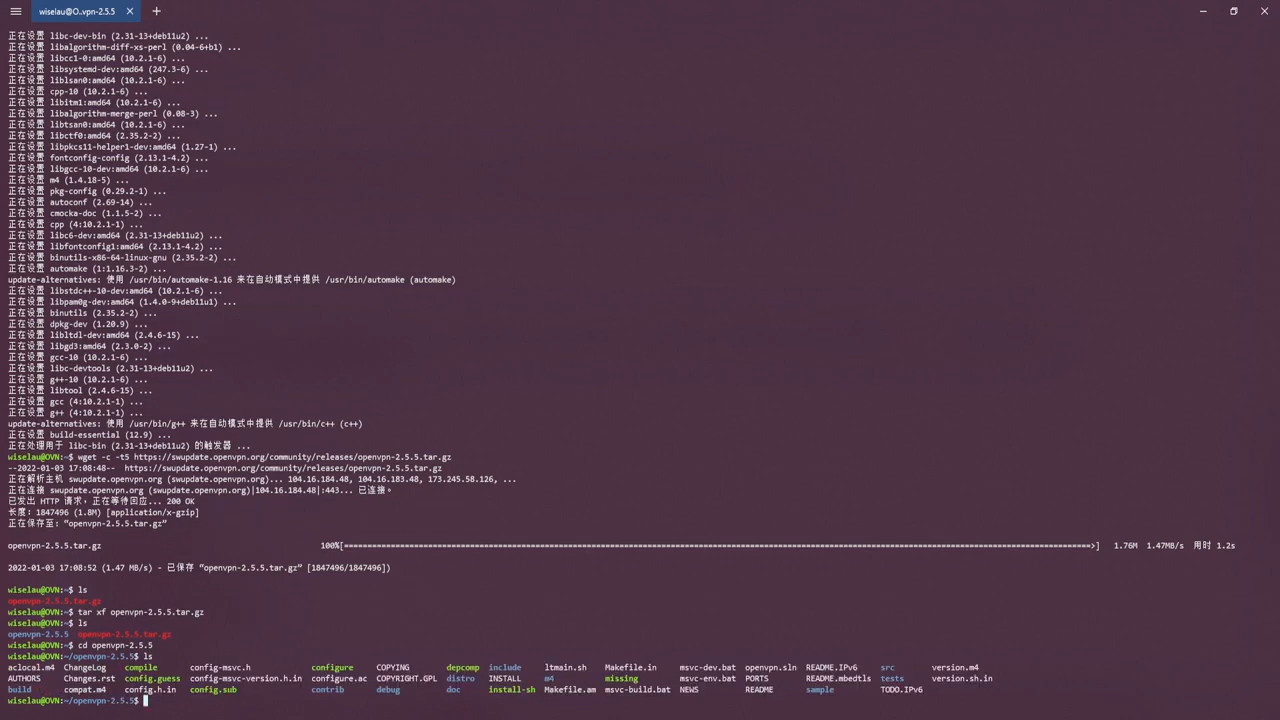 wiselau@O..vpn-2.5.5
正在设置 libc-dev-bin (2.31-13+deb11u2) ...
正在设置 libalgorithm-diff-xs-perl (0.04-6+b1) ...
正在设置 libcc1-0:amd64 (10.2.1-6) ...
正在设置 libsystemd-dev:amd64 (247.3-6) ...
正在设置 liblsan0:amd64 (10.2.1-6) ...
正在设置 cpp-10 (10.2.1-6) ...
正在设置 libitm1:amd64 (10.2.1-6) ...
正在设置 libalgorithm-merge-perl (0.08-3) ...
正在设置 libtsan0:amd64 (10.2.1-6) ...
正在设置 libctf0:amd64 (2.35.2-2) ...
正在设置 libpkcs11-helper1-dev:amd64 (1.27-1) ...
正在设置 fontconfig-config (2.13.1-4.2) ...
正在设置 libgcc-10-dev:amd64 (10.2.1-6) ...
正在设置 m4 (1.4.18-5) ...
正在设置 pkg-config (0.29.2-1) ...
正在设置 autoconf (2.69-14) ...
正在设置 cmocka-doc (1.1.5-2) ...
正在设置 cpp (4:10.2.1-1) ...
正在设置 libc6-dev:amd64 (2.31-13+deb11u2) ...
正在设置 libfontconfig1:amd64 (2.13.1-4.2) ...
正在设置 binutils-x86-64-linux-gnu (2.35.2-2) ...
正在设置 automake (1:1.16.3-2) ...
update-alternatives: 使用 /usr/bin/automake-1.16 来在自动模式中提供 /usr/bin/automake (automake)
正在设置 libstdc++-10-dev:amd64 (10.2.1-6) ...
正在设置 libpam0g-dev:amd64 (1.4.0-9+deb11u1) ...
正在设置 binutils (2.35.2-2) ...
正在设置 dpkg-dev (1.20.9) ...
正在设置 libltdl-dev:amd64 (2.4.6-15) ...
正在设置 libgd3:amd64 (2.3.0-2) ...
正在设置 gcc-10 (10.2.1-6) ...
正在设置 libc-devtools (2.31-13+deb11u2) ...
正在设置 g++-10 (10.2.1-6) ...
正在设置 libtool (2.4.6-15) ...
正在设置 gcc (4:10.2.1-1) ...
正在设置 g++ (4:10.2.1-1) ...
update-alternatives: 使用 /usr/bin/g++ 来在自动模式中提供 /usr/bin/c++ (c++)
正在设置 build-essential (12.9) ...
正在处理用于 libc-bin (2.31-13+deb11u2) 的触发器 ...
wiselau@OVN:~$ wget -c -t5 https://swupdate.openvpn.org/community/releases/openvpn-2.5.5.tar.gz
--2022-01-03 17:08:48-- https://swupdate.openvpn.org/community/releases/openvpn-2.5.5.tar.gz
正在解析主机 swupdate.openvpn.org (swupdate.openvpn.org)... 104.16.184.48, 104.16.183.48, 173.245.58.126, ...
正在连接 swupdate.openvpn.org (swupdate.openvpn.org)|104.16.184.48|:443... 已连接。
已发出 HTTP 请求，正在等待回应... 200 OK
长度：1847496 (1.8M) [application/x-gzip]
正在保存至: “openvpn-2.5.5.tar.gz”
openvpn-2.5.5.tar.gz 100%[=====================================================================================================>] 1.76M 1.47MB/s 用时 1.2s
2022-01-03 17:08:52 (1.47 MB/s) - 已保存 “openvpn-2.5.5.tar.gz” [1847496/1847496])
wiselau@OVN:~$ ls
openvpn-2.5.5.tar.gz
wiselau@OVN:~$ tar xf openvpn-2.5.5.tar.gz
wiselau@OVN:~$ ls
openvpn-2.5.5 openvpn-2.5.5.tar.gz
wiselau@OVN:~$ cd openvpn-2.5.5
wiselau@OVN:~/openvpn-2.5.5$ ls
aclocal.m4 ChangeLog compile config-msvc.h configure COPYING depcomp include ltmain.sh Makefile.in msvc-dev.bat openvpn.sln README.IPv6 src version.m4
AUTHORS Changes.rst config.guess config-msvc-version.h.in configure.ac COPYRIGHT.GPL distro INSTALL m4 missing msvc-env.bat PORTS README.mbedtls tests version.sh.in
build compat.m4 config.h.in config.sub contrib debug doc install-sh Makefile.am msvc-build.bat NEWS README sample TODO.IPv6
wiselau@OVN:~/openvpn-2.5.5$